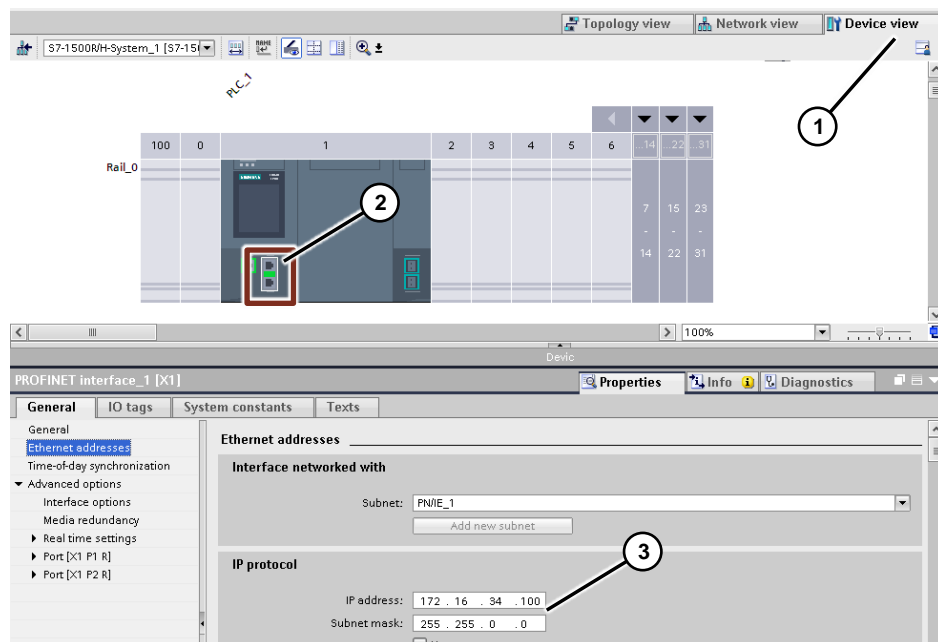 Topology view Network view Device view
S7-1500R/H-System_1 [S7-15
1
PLC_1
100 0 1 2 3 4 5 6 ...14 ...22 ...31
Rail_0
SIEMENS
2
7 15 23
- - -
14 22 31
100%
Devic
PROFINET interface_1 [X1]
Properties Info Diagnostics
General IO tags System constants Texts
General
Ethernet addresses
Time-of-day synchronization
Advanced options
Interface options
Media redundancy
Real time settings
Port [X1 P1 R]
Port [X1 P2 R]
Ethernet addresses
Interface networked with
Subnet: PN/IE_1
Add new subnet
3
IP protocol
IP address: 172 . 16 . 34 . 100
Subnet mask: 255 . 255 . 0 . 0